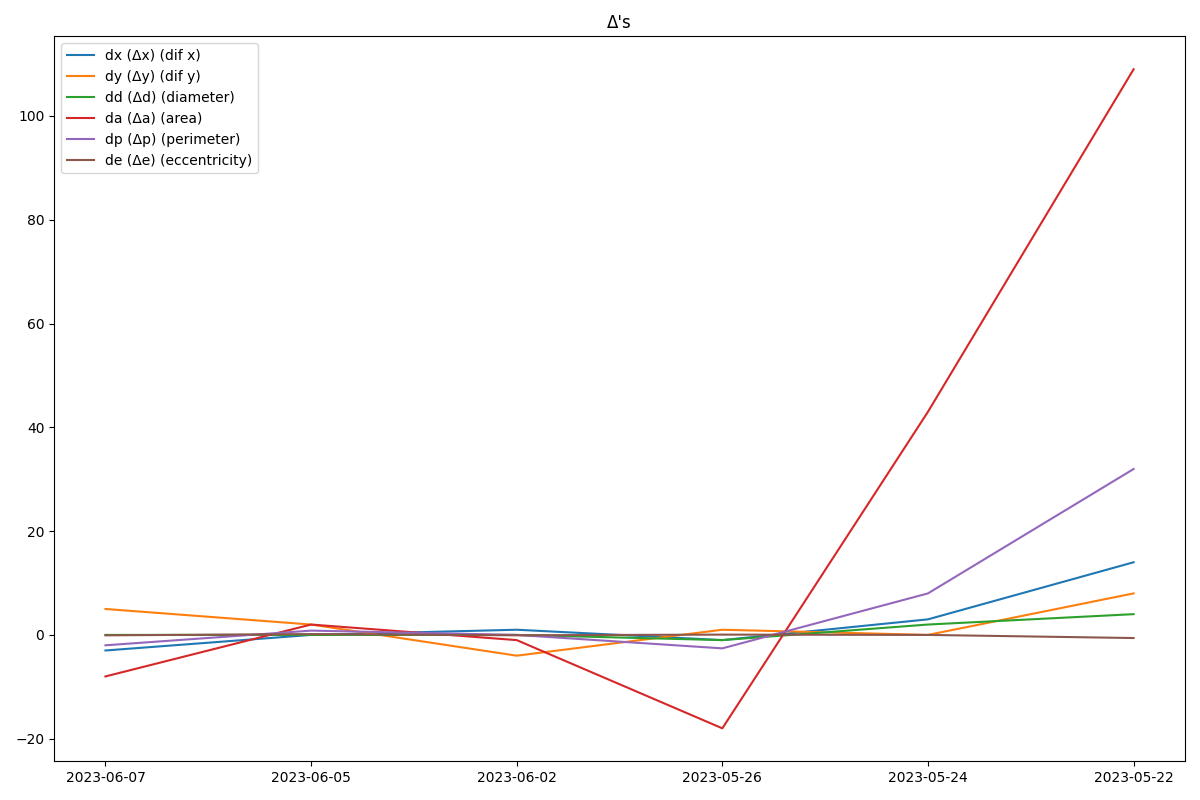 Δ's
dx (Δx) (dif x)
dy (Δy) (dif y)
dd (Δd) (diameter)
da (Δa) (area)
dp (Δp) (perimeter)
de (Δe) (eccentricity)
100
80
60
40
20
0
−20
2023-06-07 2023-06-05 2023-06-02 2023-05-26 2023-05-24 2023-05-22